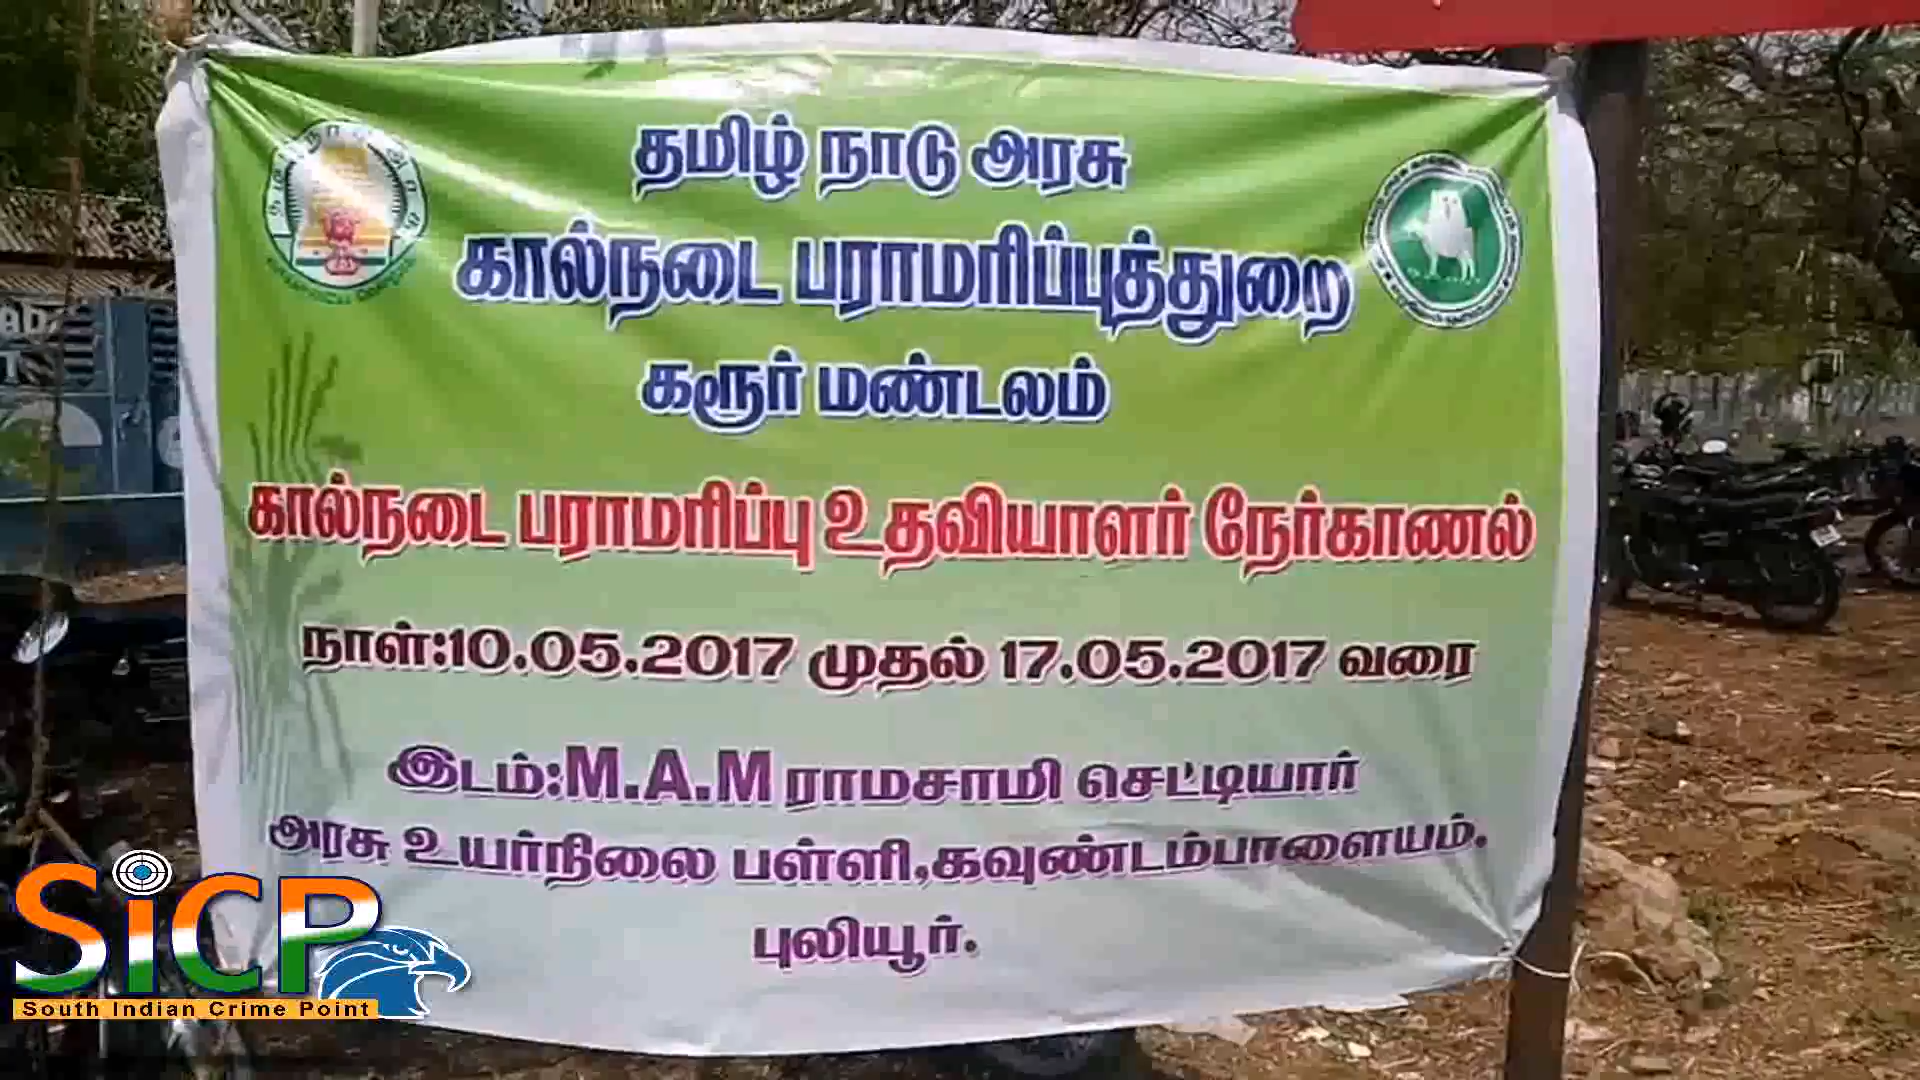 தமிழ் நாடு அரசு
கால்நடை பராமரிப்புத்துறை
கரூர் மண்டலம்
கால்நடை பராமரிப்பு உதவியாளர் நேர்காணல்
நாள்:10.05.2017 முதல் 17.05.2017 வரை
இடம்:M.A.M ராமசாமி செட்டியார்
அரசு உயர்நிலை பள்ளி,கவுண்டம்பாளையம்.
புலியூர்.
SiCP
South Indian Crime Point